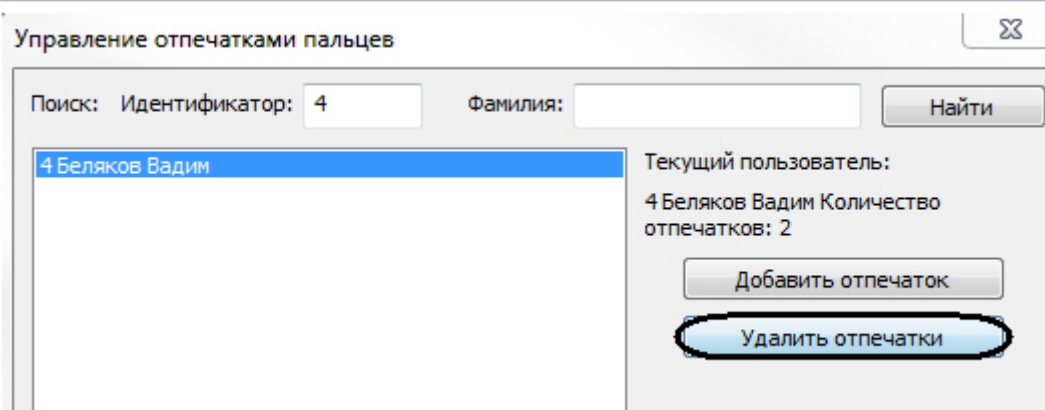 Управление отпечатками пальцев
Поиск: Идентификатор: 4 Фамилия: Найти
4 Беляков Вадим
Текущий пользователь:
4 Беляков Вадим Количество
отпечатков: 2
Добавить отпечаток
Удалить отпечатки